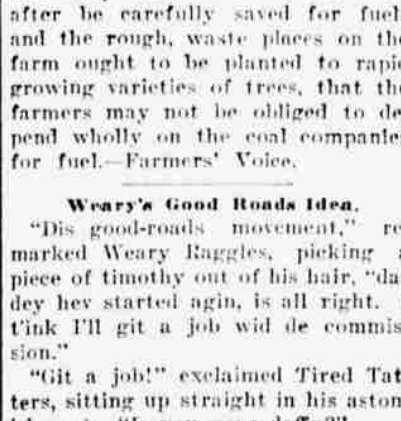 after be carefully saved for fuel
and the rough, waste places on the
farm ought to be planted to rapid
growing varieties of trees, that the
farmers may not be obliged to de
pend wholly on the coal companie
for fuel.—Farmers' Voice.
Weary's Good Roads Idea.
"Dis good-roads movement," re
marked Weary Raggles, picking a
piece of timothy out of his hair, "da
dey hev started agin, is all right.
t'ink I'll git a job wid de commis
sion."
"Git a job!" exclaimed Tired Tat
ters, sitting up straight in his aston